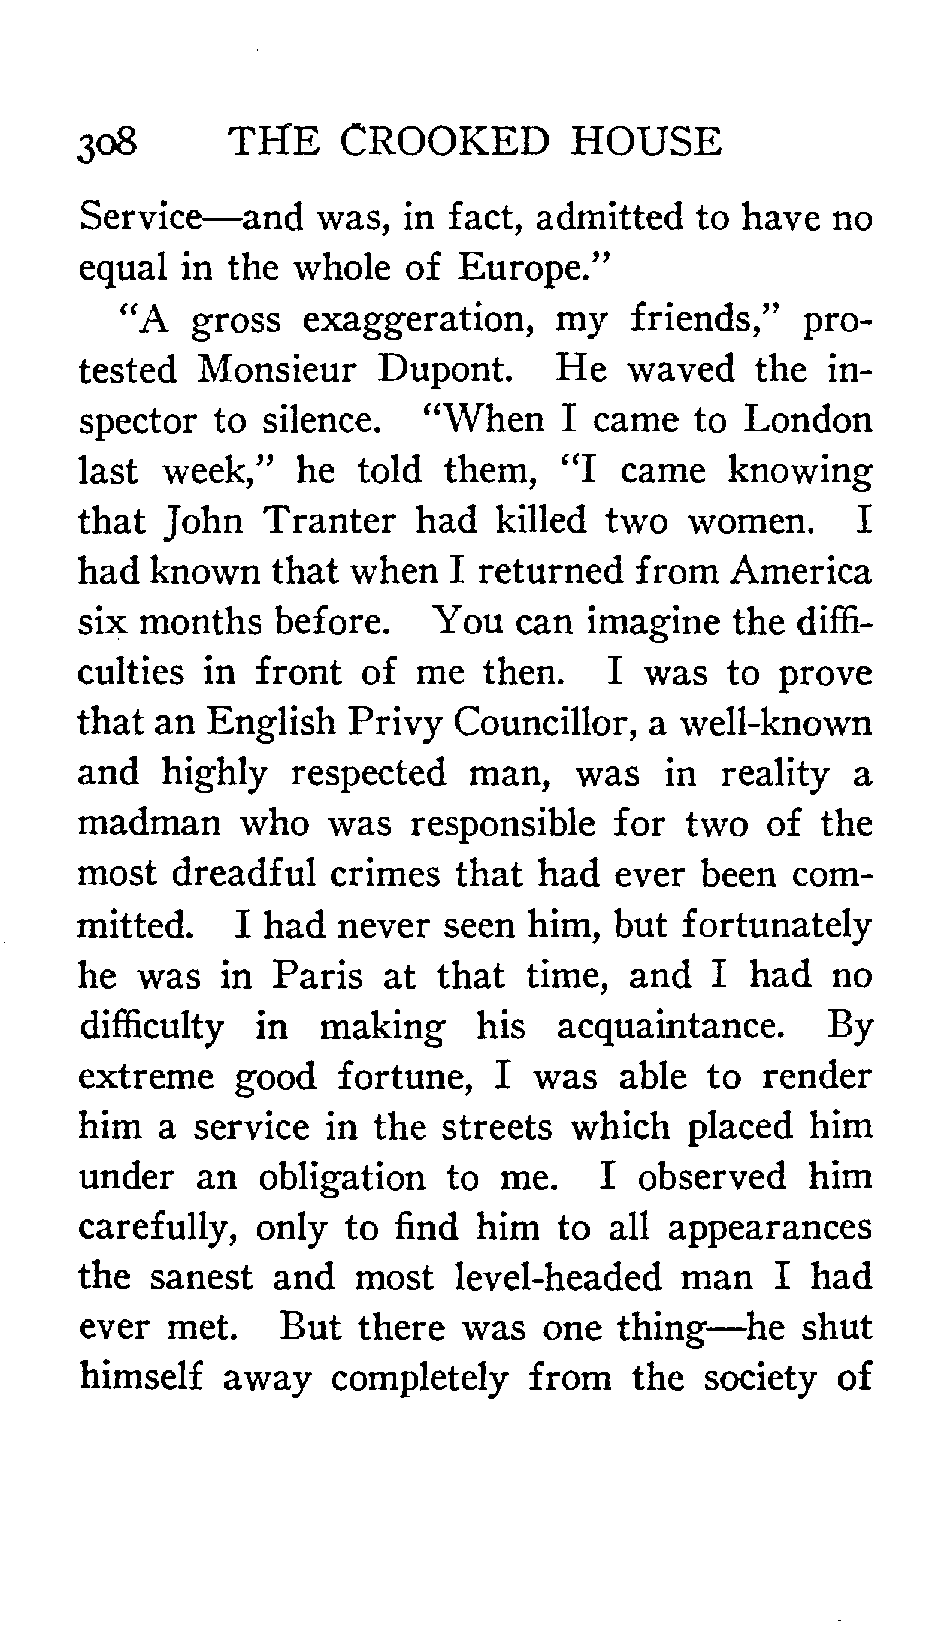 308 THE CROOKED HOUSE
Service—and was, in fact, admitted to have no
equal in the whole of Europe."
"A gross exaggeration, my friends," pro-
tested Monsieur Dupont. He waved the in-
spector to silence. "When I came to London
last week," he told them, "I came knowing
that John Tranter had killed two women. I
had known that when I returned from America
six months before. You can imagine the diffi-
culties in front of me then. I was to prove
that an English Privy Councillor, a well-known
and highly respected man, was in reality a
madman who was responsible for two of the
most dreadful crimes that had ever been com-
mitted. I had never seen him, but fortunately
he was in Paris at that time, and I had no
difficulty in making his acquaintance. By
extreme good fortune, I was able to render
him a service in the streets which placed him
under an obligation to me. I observed him
carefully, only to find him to all appearances
the sanest and most level-headed man I had
ever met. But there was one thing—he shut
himself away completely from the society of